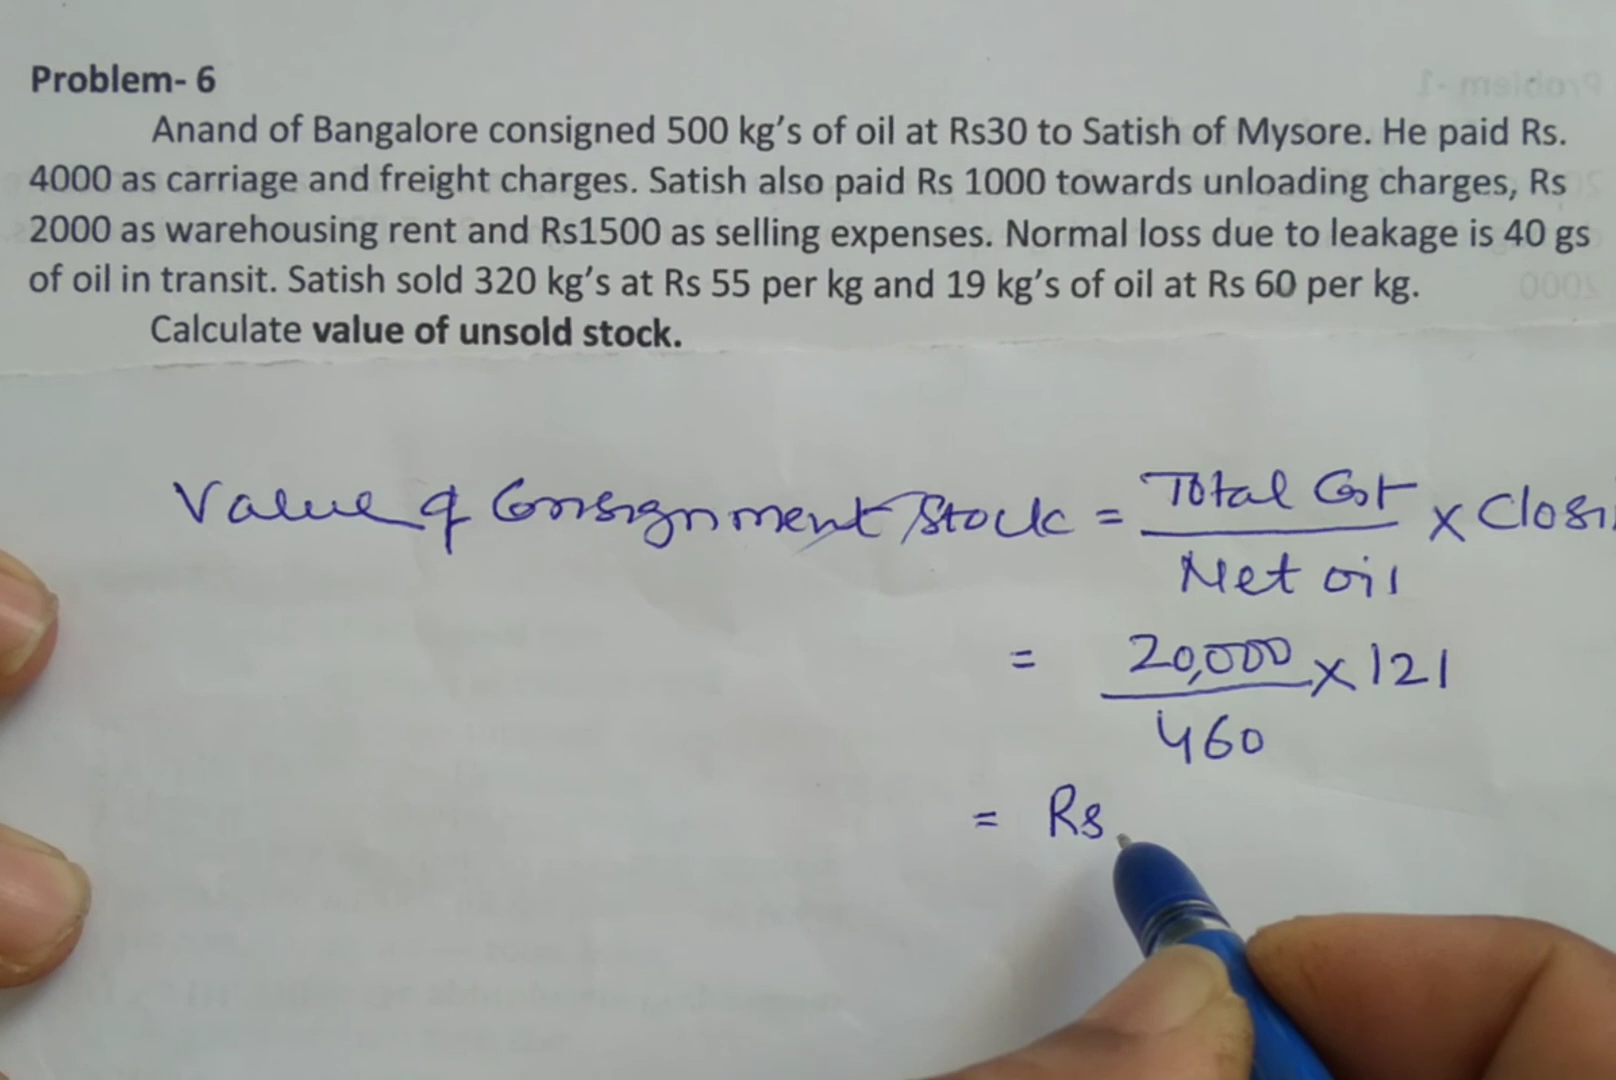 Problem- 6
Anand of Bangalore consigned 500 kg's of oil at Rs30 to Satish of Mysore. He paid Rs.
4000 as carriage and freight charges. Satish also paid Rs 1000 towards unloading charges, Rs
2000 as warehousing rent and Rs1500 as selling expenses. Normal loss due to leakage is 40 gs
of oil in transit. Satish sold 320 kg's at Rs 55 per kg and 19 kg's of oil at Rs 60 per kg.
Calculate value of unsold stock.
Value of Consignment Stock = Total Cost
Net oil × Closi
= 20,000
460 × 121
= Rs
Problem -1